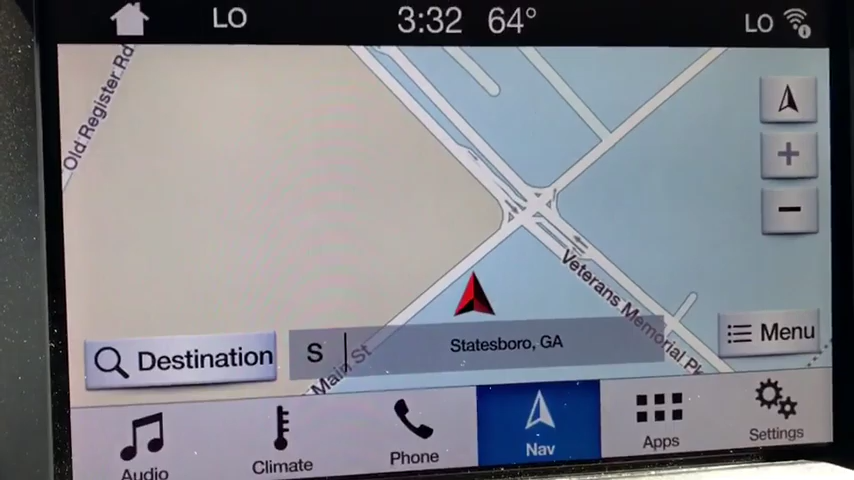 LO 3:32 64° LO
Old Register Rd
Veterans Memorial Pk
Main St
S Statesboro, GA
Destination
Menu
Audio Climate Phone Nav Apps Settings